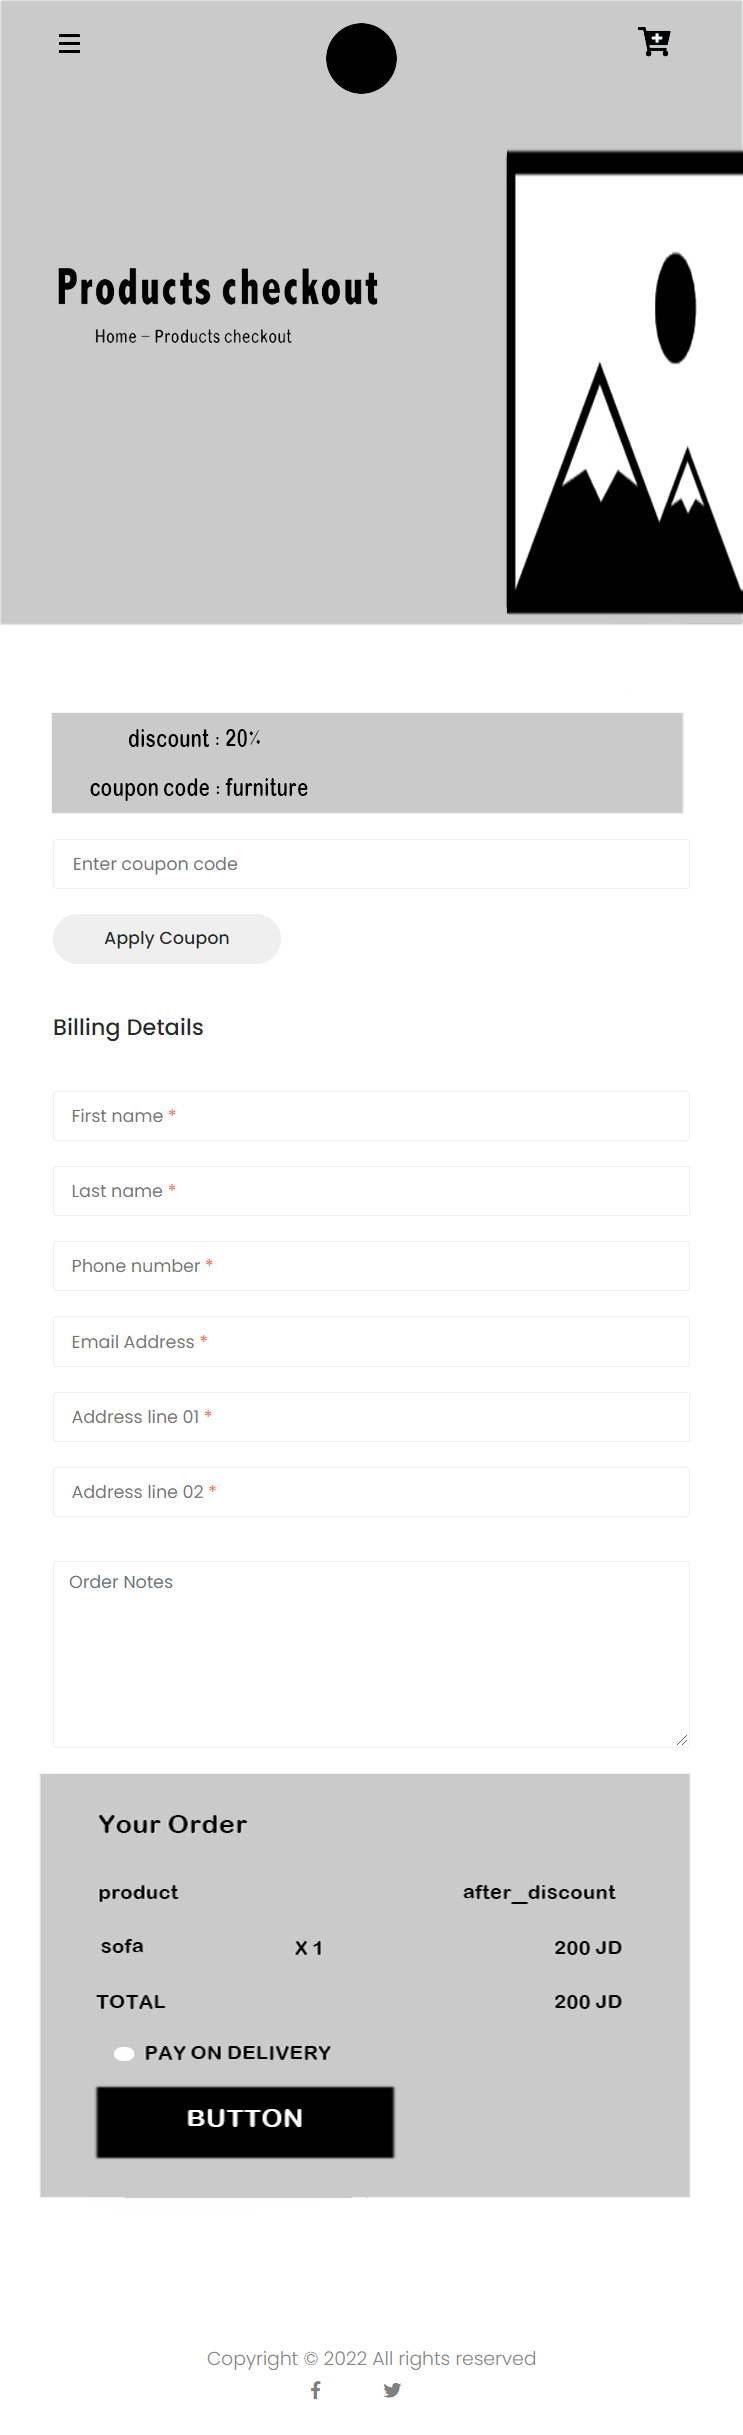 Products checkout
Home – Products checkout
discount : 20%
coupon code : furniture
Enter coupon code
Apply Coupon
Billing Details
First name *
Last name *
Phone number *
Email Address *
Address line 01 *
Address line 02 *
Order Notes
Your Order
product after_discount
sofa X 1 200 JD
TOTAL 200 JD
PAY ON DELIVERY
BUTTON
Copyright © 2022 All rights reserved